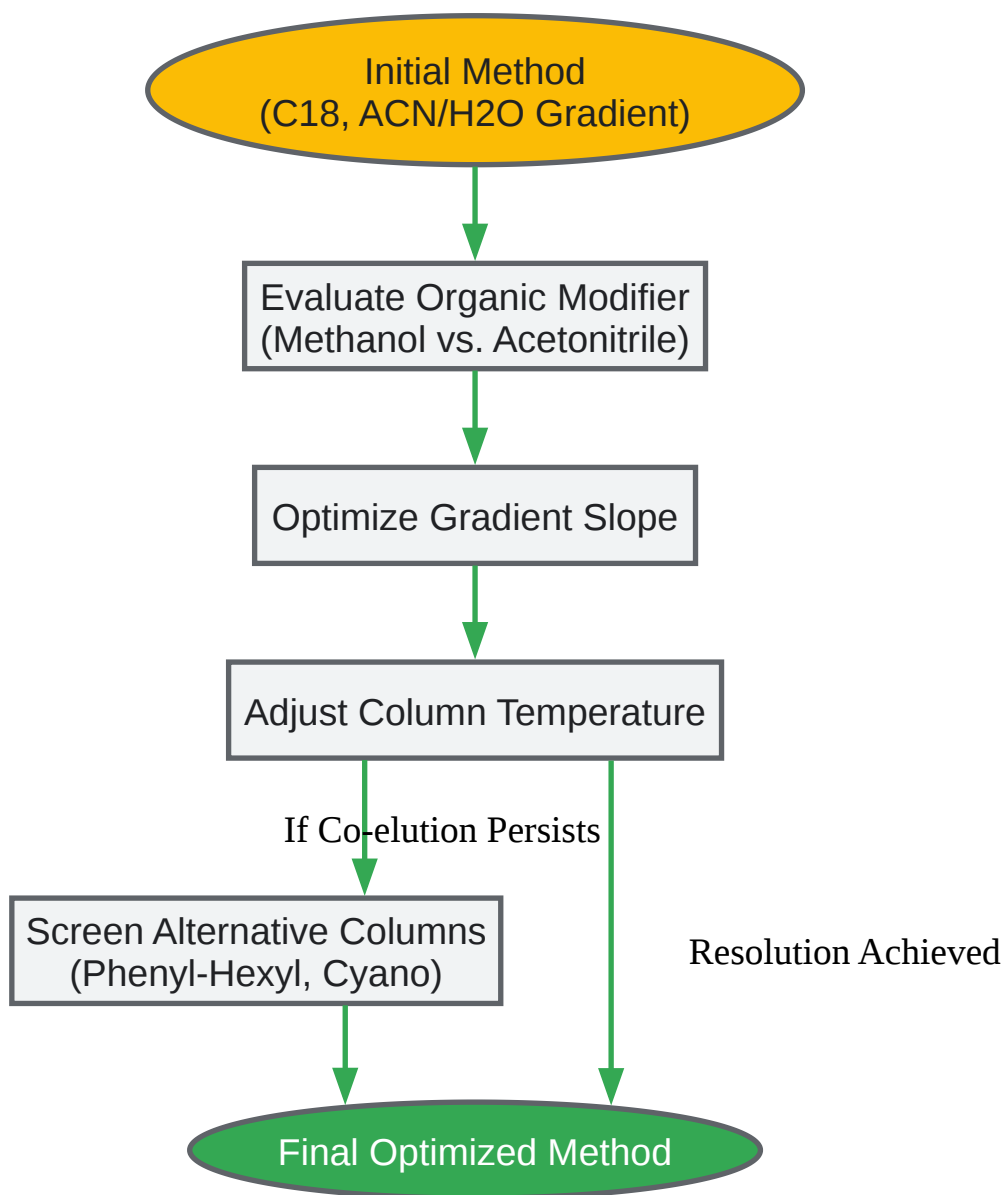 Initial Method
(C18, ACN/H2O Gradient)
Evaluate Organic Modifier
(Methanol vs. Acetonitrile)
Optimize Gradient Slope
Adjust Column Temperature
If Co-elution Persists
Screen Alternative Columns
(Phenyl-Hexyl, Cyano)
Resolution Achieved
Final Optimized Method